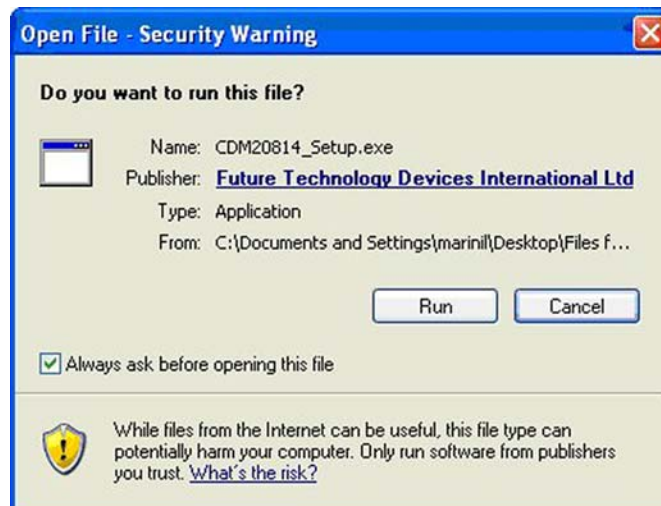 Open File - Security Warning
Do you want to run this file?
Name: CDM20814_Setup.exe
Publisher: Future Technology Devices International Ltd
Type: Application
From: C:\Documents and Settings\marinil\Desktop\Files f...
Run Cancel
Always ask before opening this file
While files from the Internet can be useful, this file type can
potentially harm your computer. Only run software from publishers
you trust. What's the risk?